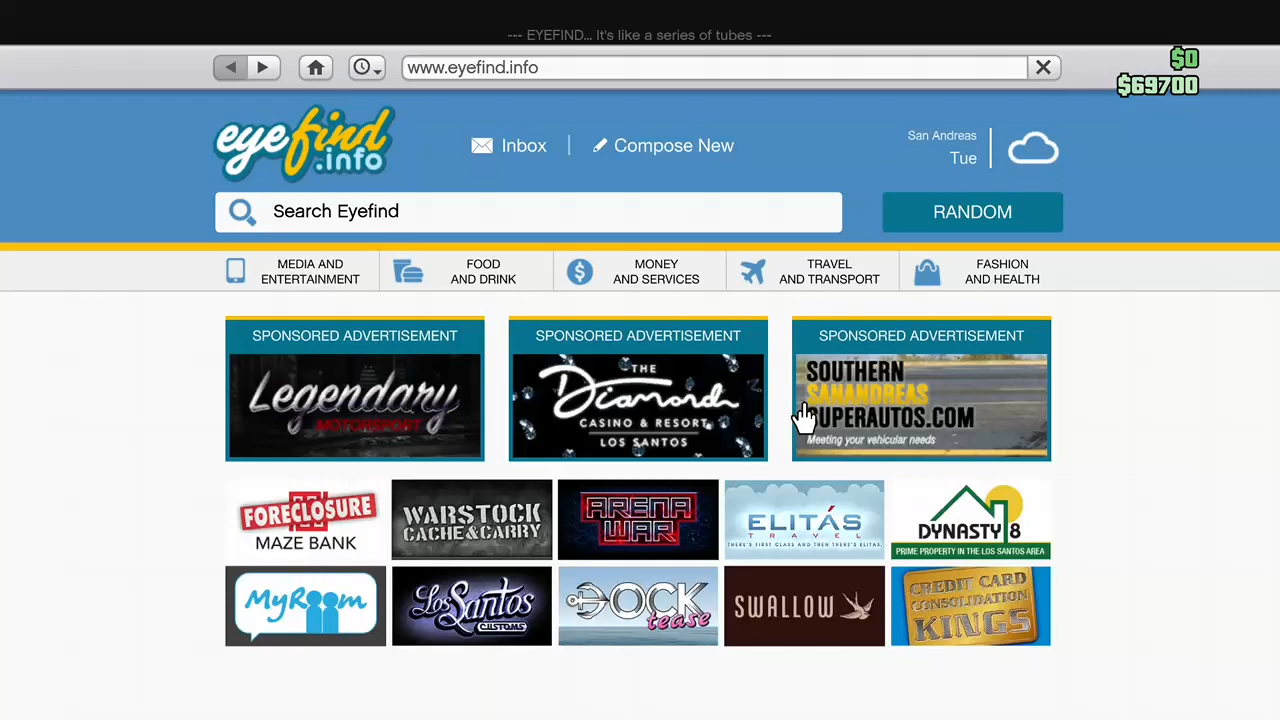 --- EYEFIND... It's like a series of tubes ---
www.eyefind.info
$0
$69700
eyefind
.info
Inbox
Compose New
San Andreas
Tue
Search Eyefind
RANDOM
MEDIA AND
ENTERTAINMENT
FOOD
AND DRINK
MONEY
AND SERVICES
TRAVEL
AND TRANSPORT
FASHION
AND HEALTH
SPONSORED ADVERTISEMENT
Legendary
MOTORSPORT
SPONSORED ADVERTISEMENT
THE
Diamond
CASINO & RESORT
LOS SANTOS
SPONSORED ADVERTISEMENT
SOUTHERN
SANANDREAS
SUPERAUTOS.COM
Meeting your vehicular needs
FORECLOSURE
MAZE BANK
WARSTOCK
CACHE & CARRY
ARENA
WAR
ELITÁS
TRAVEL
THERE'S FIRST CLASS AND THEN THERE'S ELITAS
DYNASTY 8
PRIME PROPERTY IN THE LOS SANTOS AREA
MyRoom
Los Santos
CUSTOMS
DOCK
tease
SWALLOW
CREDIT CARD
CONSOLIDATION
KINGS